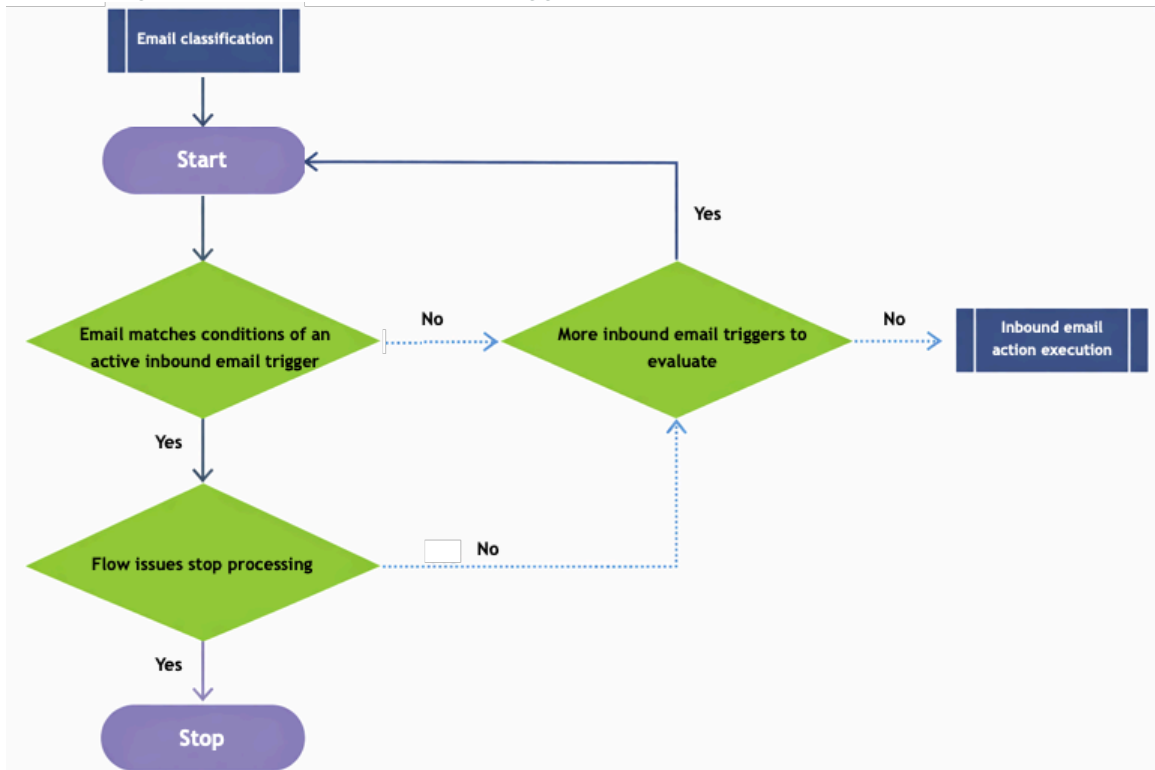 Email classification
Start
Yes
Email matches conditions of an
active inbound email trigger
No
More inbound email triggers to
evaluate
No
Inbound email
action execution
Yes
Flow issues stop processing
No
Yes
Stop